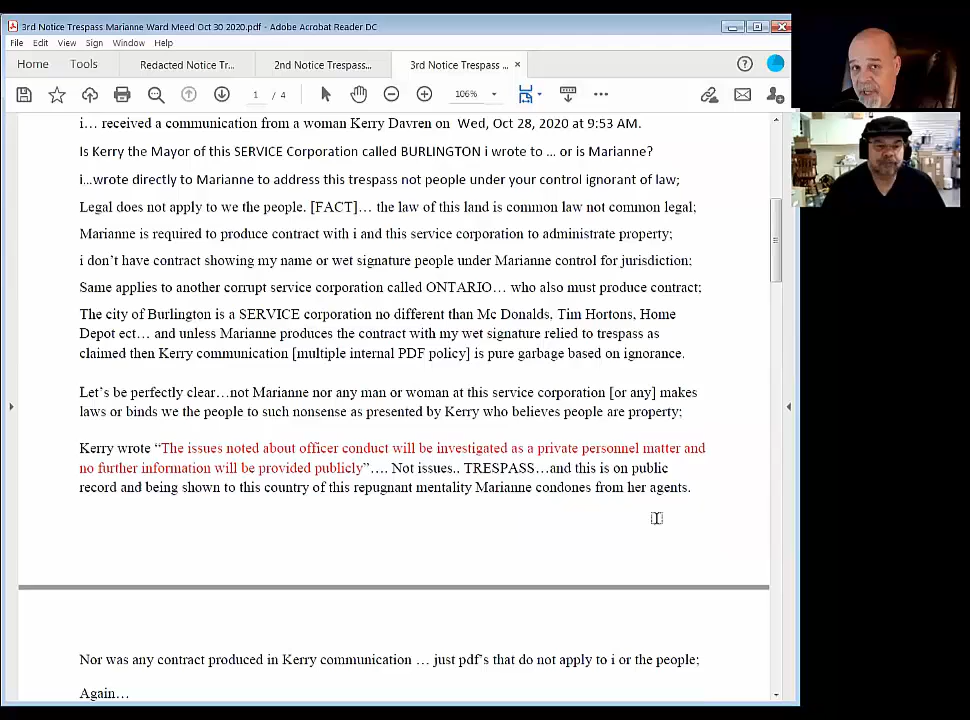 3rd Notice Trespass Marianne Ward Meed Oct 30 2020.pdf - Adobe Acrobat Reader DC
File Edit View Sign Window Help
Home Tools Redacted Notice Tr... 2nd Notice Trespass... 3rd Notice Trespass ... ×
1 / 4 106%
i… received a communication from a woman Kerry Davren on Wed, Oct 28, 2020 at 9:53 AM.
Is Kerry the Mayor of this SERVICE Corporation called BURLINGTON i wrote to … or is Marianne?
i…wrote directly to Marianne to address this trespass not people under your control ignorant of law;
Legal does not apply to we the people. [FACT]… the law of this land is common law not common legal;
Marianne is required to produce contract with i and this service corporation to administrate property;
i don’t have contract showing my name or wet signature people under Marianne control for jurisdiction:
Same applies to another corrupt service corporation called ONTARIO… who also must produce contract;
The city of Burlington is a SERVICE corporation no different than Mc Donalds, Tim Hortons, Home
Depot ect… and unless Marianne produces the contract with my wet signature relied to trespass as
claimed then Kerry communication [multiple internal PDF policy] is pure garbage based on ignorance.
Let’s be perfectly clear…not Marianne nor any man or woman at this service corporation [or any] makes
laws or binds we the people to such nonsense as presented by Kerry who believes people are property;
Kerry wrote “The issues noted about officer conduct will be investigated as a private personnel matter and
no further information will be provided publicly”…. Not issues.. TRESPASS…and this is on public
record and being shown to this country of this repugnant mentality Marianne condones from her agents.
Nor was any contract produced in Kerry communication … just pdf’s that do not apply to i or the people;
Again…